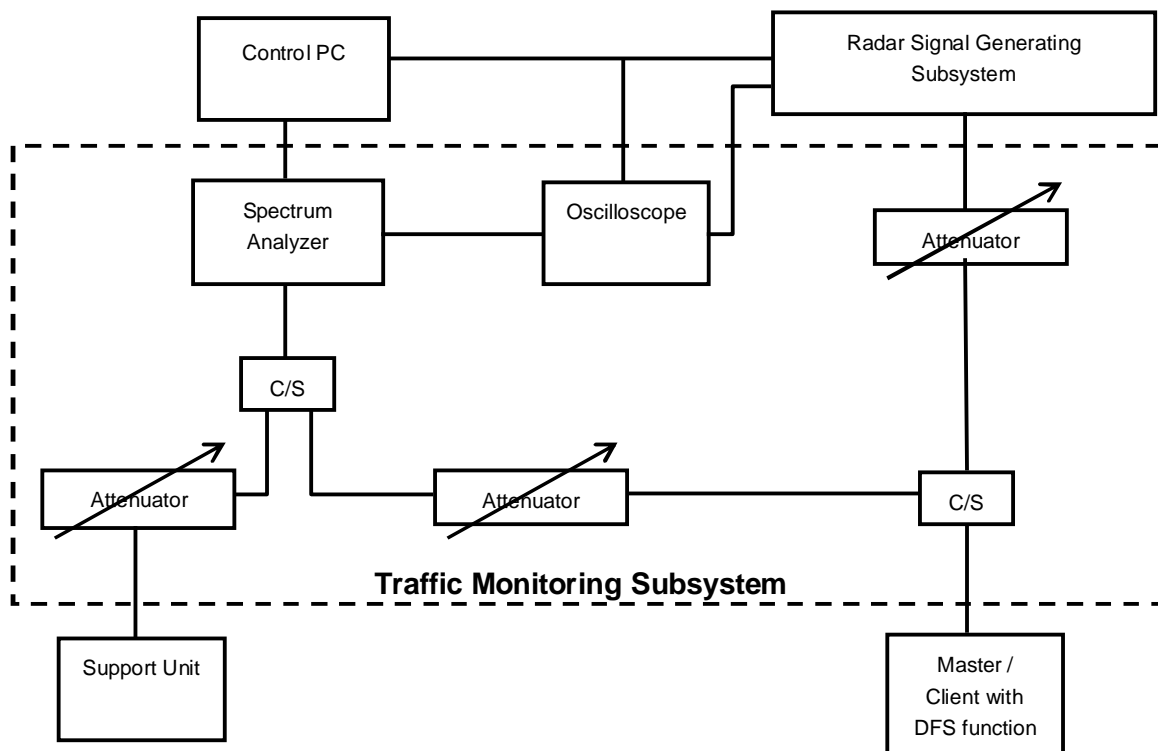 Control PC
Radar Signal Generating
Subsystem
Spectrum
Analyzer
Oscilloscope
Attenuator
C/S
Attenuator
Attenuator
C/S
Traffic Monitoring Subsystem
Support Unit
Master /
Client with
DFS function